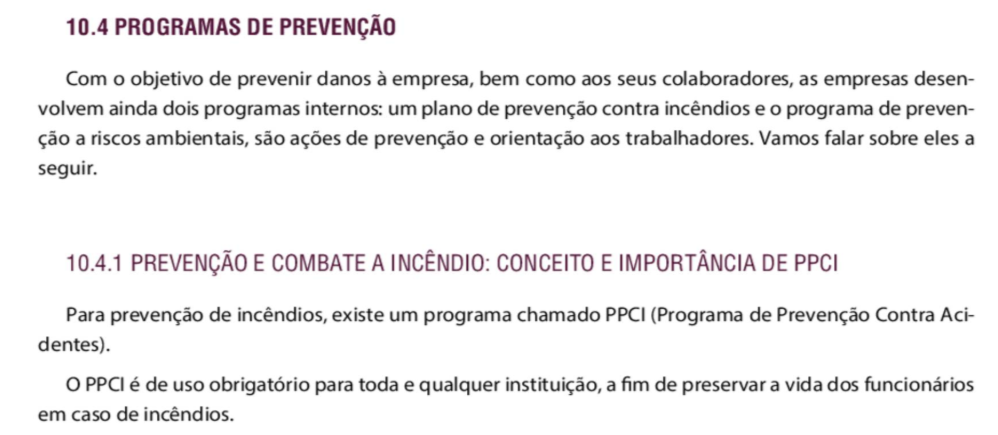 10.4 PROGRAMAS DE PREVENÇÃO
Com o objetivo de prevenir danos à empresa, bem como aos seus colaboradores, as empresas desen-
volvem ainda dois programas internos: um plano de prevenção contra incêndios e o programa de preven-
ção a riscos ambientais, são ações de prevenção e orientação aos trabalhadores. Vamos falar sobre eles a
seguir.
10.4.1 PREVENÇÃO E COMBATE A INCÊNDIO: CONCEITO E IMPORTÂNCIA DE PPCI
Para prevenção de incêndios, existe um programa chamado PPCI (Programa de Prevenção Contra Aci-
dentes).
O PPCI é de uso obrigatório para toda e qualquer instituição, a fim de preservar a vida dos funcionários
em caso de incêndios.